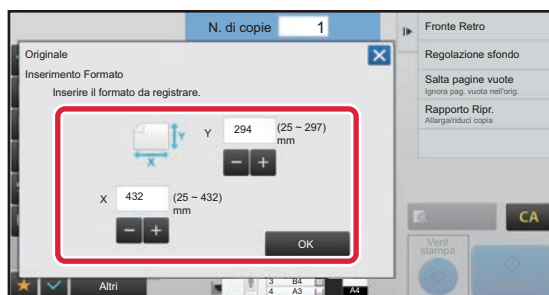 N. di copie 1
Originale
Inserimento Formato
Inserire il formato da registrare.
Y 294 (25 ~ 297)
mm
X 432 (25 ~ 432)
mm
X
Y
OK
Altri
3 B4
4 A3
A4
Fronte Retro
Regolazione sfondo
Salta pagine vuote
Ignora pag. vuota nell'orig.
Rapporto Ripr.
Allarga/riduci copia
CA
Verif
stampa